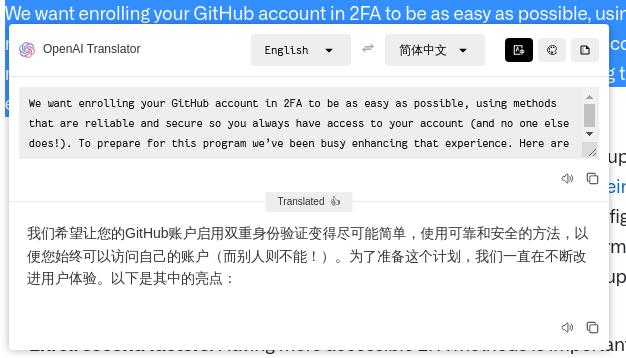 We want enrolling your GitHub account in 2FA to be as easy as possible, usin
OpenAI Translator
English
简体中文
We want enrolling your GitHub account in 2FA to be as easy as possible, using methods
that are reliable and secure so you always have access to your account (and no one else
does!). To prepare for this program we've been busy enhancing that experience. Here are
Translated 👍
我们希望让您的GitHub账户启用双重身份验证变得尽可能简单，使用可靠和安全的方法，以
便您始终可以访问自己的账户（而别人则不能！）。为了准备这个计划，我们一直在不断改
进用户体验。以下是其中的亮点：